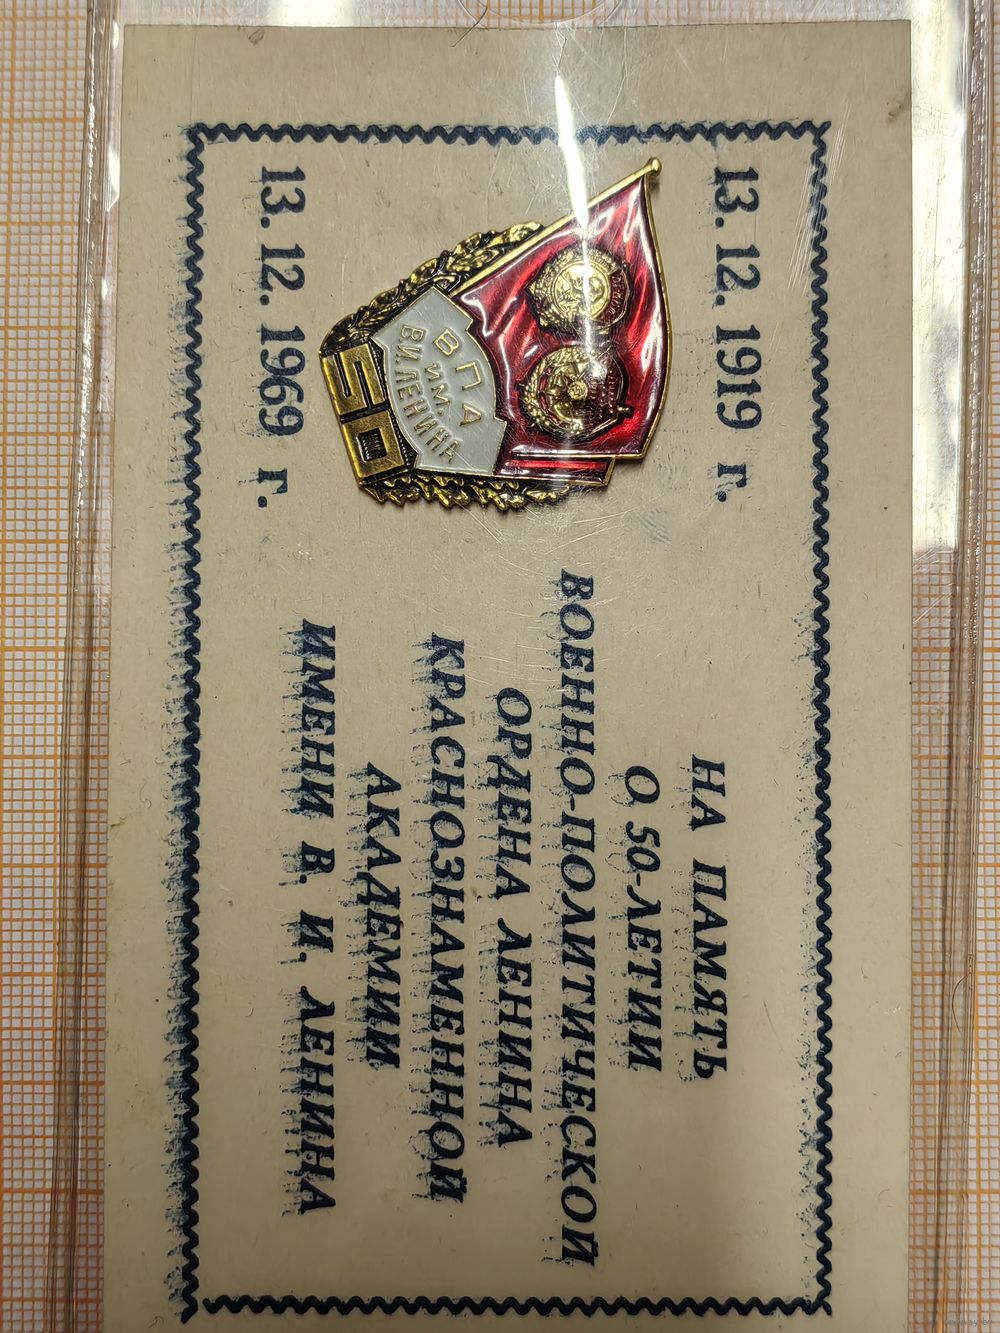 13. 12. 1919 г.
13. 12. 1969 г.
ВПА
ИМ.
В.И.ЛЕНИНА
50
НА ПАМЯТЬ
О 50-ЛЕТИИ
ВОЕННО-ПОЛИТИЧЕСКОЙ
ОРДЕНА ЛЕНИНА
КРАСНОЗНАМЕННОЙ
АКАДЕМИИ
ИМЕНИ В. И. ЛЕНИНА